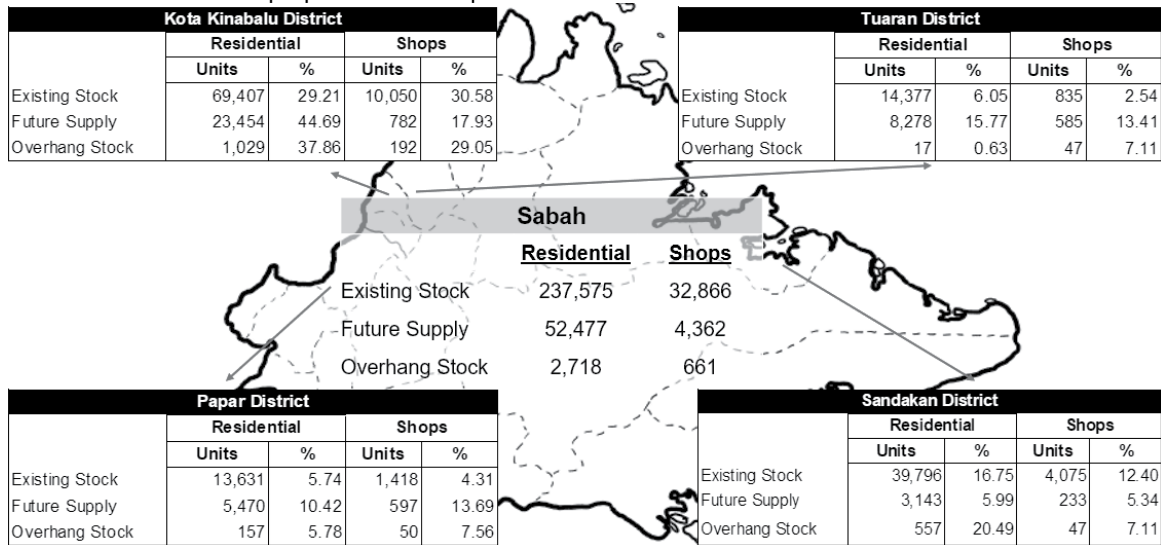 Kota Kinabalu District
Residential Shops
Units % Units %
Existing Stock 69,407 29.21 10,050 30.58
Future Supply 23,454 44.69 782 17.93
Overhang Stock 1,029 37.86 192 29.05
Tuaran District
Residential Shops
Units % Units %
Existing Stock 14,377 6.05 835 2.54
Future Supply 8,278 15.77 585 13.41
Overhang Stock 17 0.63 47 7.11
Sabah
Residential Shops
Existing Stock 237,575 32,866
Future Supply 52,477 4,362
Overhang Stock 2,718 661
Papar District
Residential Shops
Units % Units %
Existing Stock 13,631 5.74 1,418 4.31
Future Supply 5,470 10.42 597 13.69
Overhang Stock 157 5.78 50 7.56
Sandakan District
Residential Shops
Units % Units %
Existing Stock 39,796 16.75 4,075 12.40
Future Supply 3,143 5.99 233 5.34
Overhang Stock 557 20.49 47 7.11